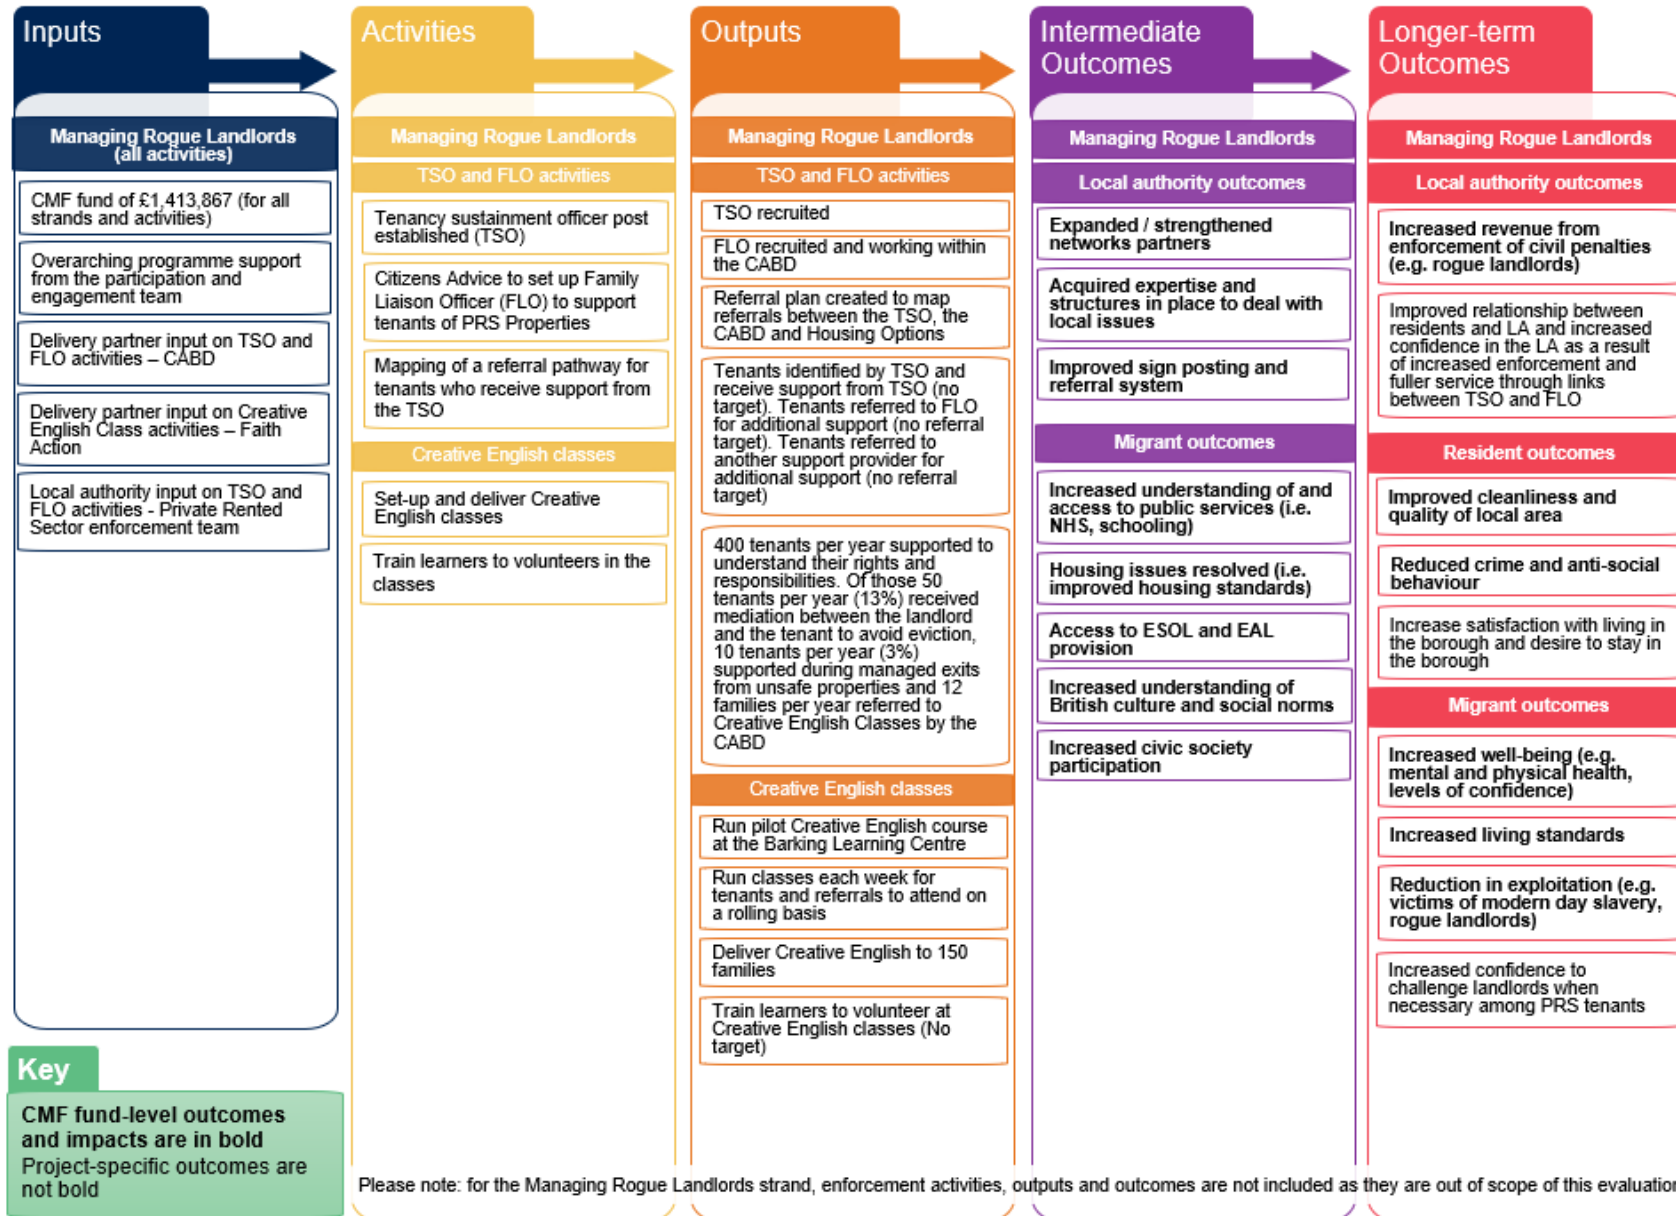 Inputs
Managing Rogue Landlords
(all activities)
CMF fund of £1,413,867 (for all
strands and activities)
Overarching programme support
from the participation and
engagement team
Delivery partner input on TSO and
FLO activities – CABD
Delivery partner input on Creative
English Class activities – Faith
Action
Local authority input on TSO and
FLO activities - Private Rented
Sector enforcement team
Key
CMF fund-level outcomes
and impacts are in bold
Project-specific outcomes are
not bold
Activities
Managing Rogue Landlords
TSO and FLO activities
Tenancy sustainment officer post
established (TSO)
Citizens Advice to set up Family
Liaison Officer (FLO) to support
tenants of PRS Properties
Mapping of a referral pathway for
tenants who receive support from
the TSO
Creative English classes
Set-up and deliver Creative
English classes
Train learners to volunteers in the
classes
Outputs
Managing Rogue Landlords
TSO and FLO activities
TSO recruited
FLO recruited and working within
the CABD
Referral plan created to map
referrals between the TSO, the
CABD and Housing Options
Tenants identified by TSO and
receive support from TSO (no
target). Tenants referred to FLO
for additional support (no referral
target). Tenants referred to
another support provider for
additional support (no referral
target)
400 tenants per year supported to
understand their rights and
responsibilities. Of those 50
tenants per year (13%) received
mediation between the landlord
and the tenant to avoid eviction,
10 tenants per year (3%)
supported during managed exits
from unsafe properties and 12
families per year referred to
Creative English Classes by the
CABD
Creative English classes
Run pilot Creative English course
at the Barking Learning Centre
Run classes each week for
tenants and referrals to attend on
a rolling basis
Deliver Creative English to 150
families
Train learners to volunteer at
Creative English classes (No
target)
Intermediate
Outcomes
Managing Rogue Landlords
Local authority outcomes
Expanded / strengthened
networks partners
Acquired expertise and
structures in place to deal with
local issues
Improved sign posting and
referral system
Migrant outcomes
Increased understanding of and
access to public services (i.e.
NHS, schooling)
Housing issues resolved (i.e.
improved housing standards)
Access to ESOL and EAL
provision
Increased understanding of
British culture and social norms
Increased civic society
participation
Longer-term
Outcomes
Managing Rogue Landlords
Local authority outcomes
Increased revenue from
enforcement of civil penalties
(e.g. rogue landlords)
Improved relationship between
residents and LA and increased
confidence in the LA as a result
of increased enforcement and
fuller service through links
between TSO and FLO
Resident outcomes
Improved cleanliness and
quality of local area
Reduced crime and anti-social
behaviour
Increase satisfaction with living in
the borough and desire to stay in
the borough
Migrant outcomes
Increased well-being (e.g.
mental and physical health,
levels of confidence)
Increased living standards
Reduction in exploitation (e.g.
victims of modern day slavery,
rogue landlords)
Increased confidence to
challenge landlords when
necessary among PRS tenants
Please note: for the Managing Rogue Landlords strand, enforcement activities, outputs and outcomes are not included as they are out of scope of this evaluation